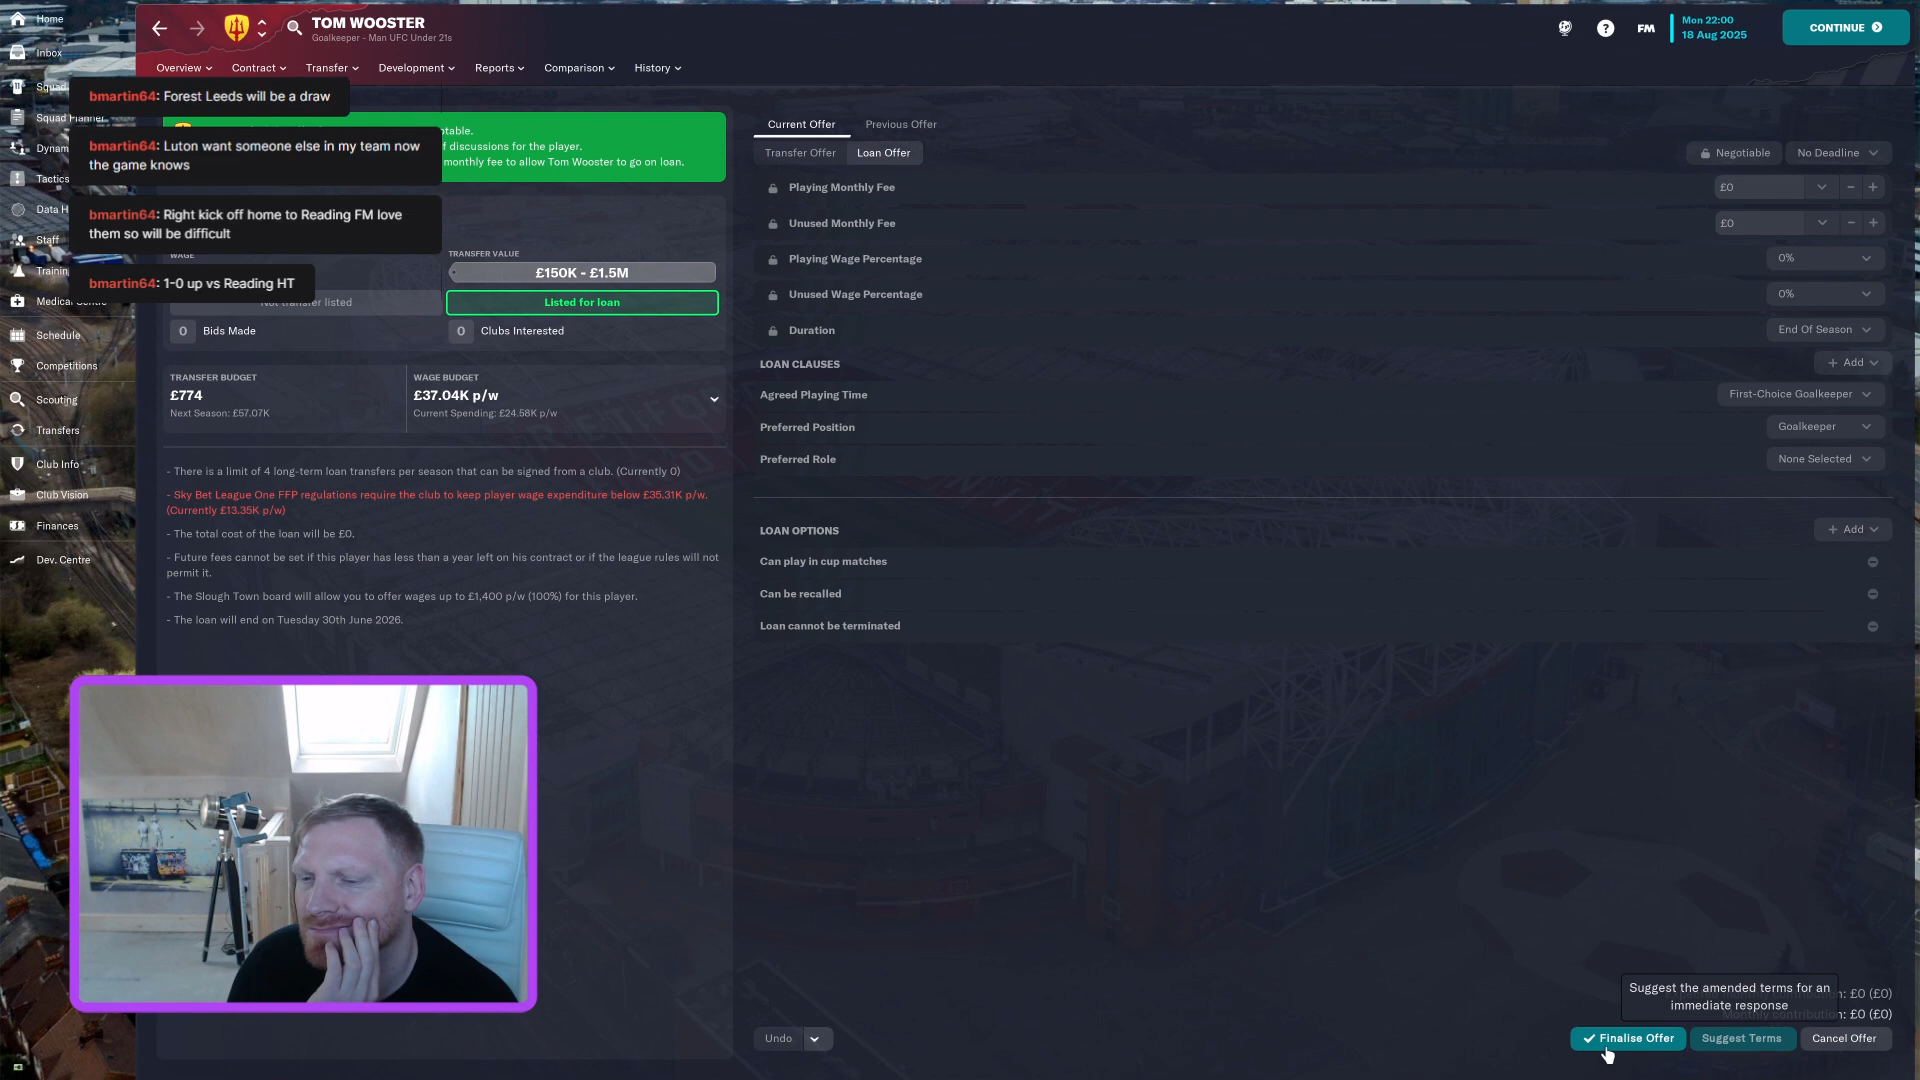 Home
TOM WOOSTER
Goalkeeper - Man UFC Under 21s
FM
Mon 22:00
18 Aug 2025
CONTINUE
Inbox
Overview
Contract
Transfer
Development
Reports
Comparison
History
Squad
bmartin64: Forest Leeds will be a draw
Squad Planner
bmartin64: Luton want someone else in my team now
the game knows
f discussions for the player.
monthly fee to allow Tom Wooster to go on loan.
Tactics
bmartin64: Right kick off home to Reading FM love
them so will be difficult
Data H
Staff
WAGE
TRANSFER VALUE
£150K - £1.5M
bmartin64: 1-0 up vs Reading HT
Not transfer listed
Listed for loan
0 Bids Made
0 Clubs Interested
Medical Centre
Schedule
Competitions
Scouting
Transfers
Club Info
Club Vision
Finances
Dev. Centre
TRANSFER BUDGET
£774
Next Season: £57.07K
WAGE BUDGET
£37.04K p/w
Current Spending: £24.58K p/w
- There is a limit of 4 long-term loan transfers per season that can be signed from a club. (Currently 0)
- Sky Bet League One FFP regulations require the club to keep player wage expenditure below £35.31K p/w.
(Currently £13.35K p/w)
- The total cost of the loan will be £0.
- Future fees cannot be set if this player has less than a year left on his contract or if the league rules will not
permit it.
- The Slough Town board will allow you to offer wages up to £1,400 p/w (100%) for this player.
- The loan will end on Tuesday 30th June 2026.
Current Offer
Previous Offer
Transfer Offer
Loan Offer
Negotiable
No Deadline
Playing Monthly Fee
£0
Unused Monthly Fee
£0
Playing Wage Percentage
0%
Unused Wage Percentage
0%
Duration
End Of Season
LOAN CLAUSES
+ Add
Agreed Playing Time
First-Choice Goalkeeper
Preferred Position
Goalkeeper
Preferred Role
None Selected
LOAN OPTIONS
+ Add
Can play in cup matches
Can be recalled
Loan cannot be terminated
Suggest the amended terms for an
immediate response
£0 (£0)
Monthly contribution: £0 (£0)
Undo
Finalise Offer
Suggest Terms
Cancel Offer